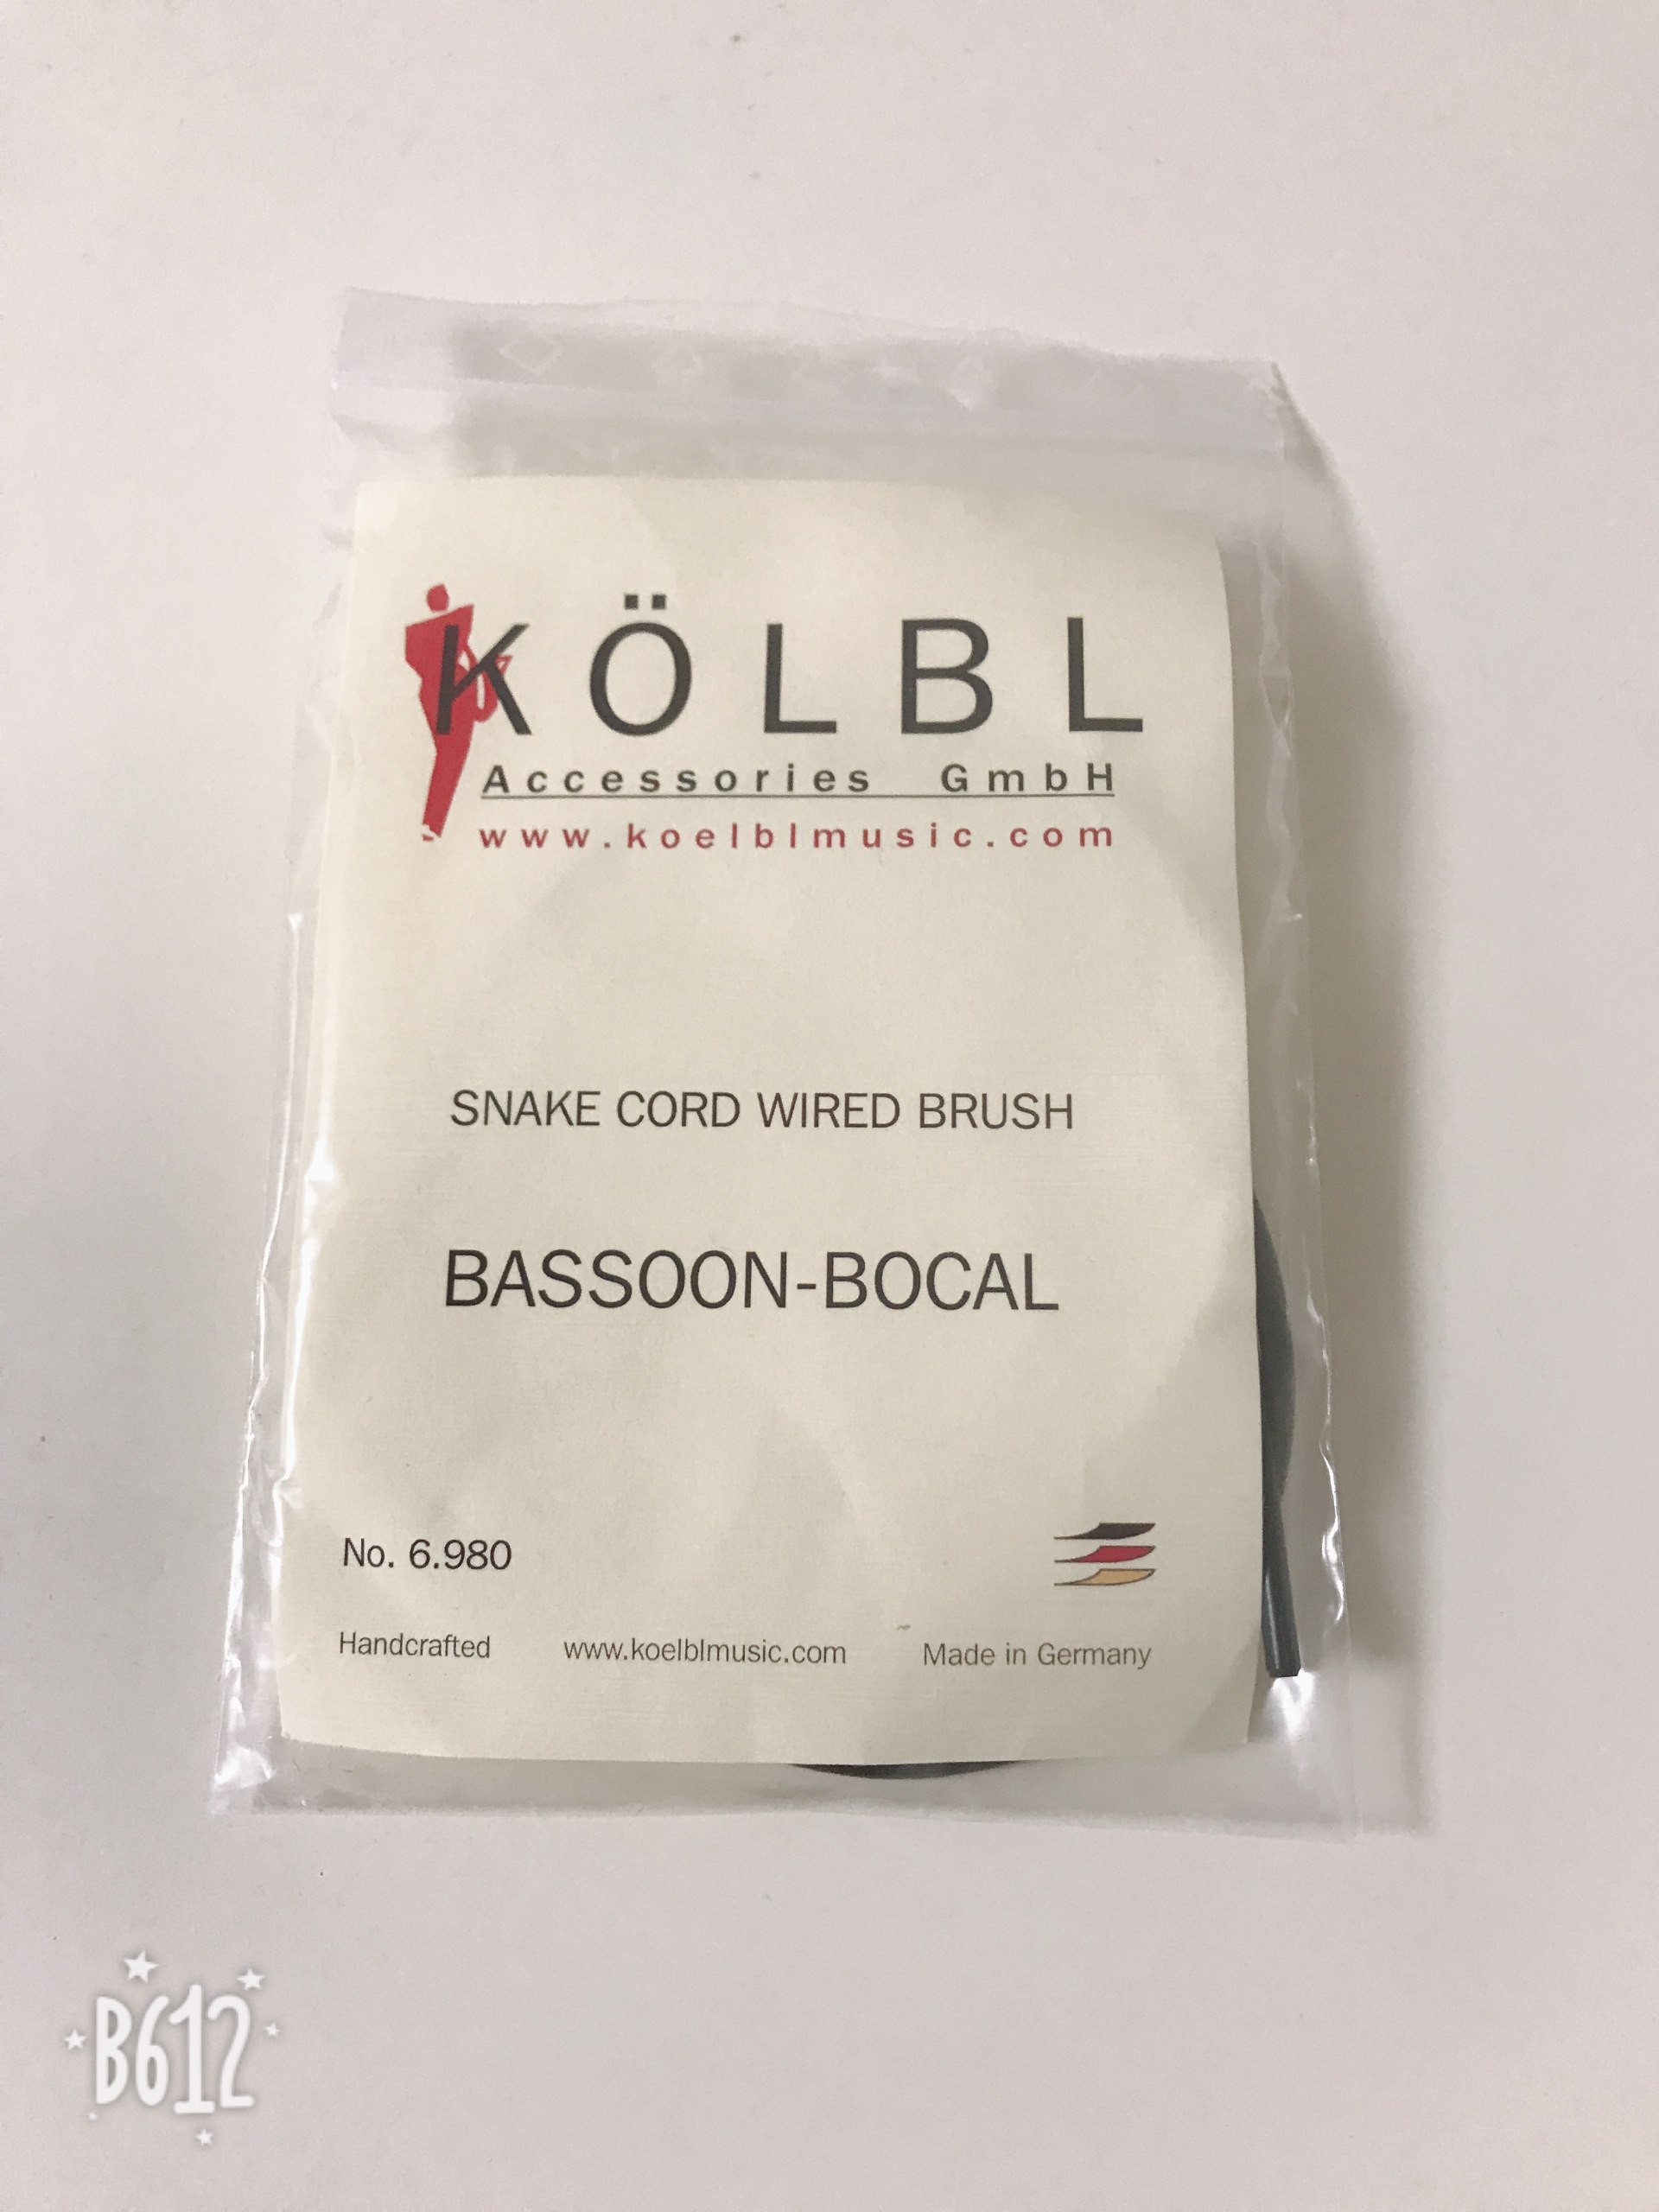 KÖLBL
Accessories GmbH
www.koelblmusic.com
SNAKE CORD WIRED BRUSH
BASSOON-BOCAL
No. 6.980
Handcrafted www.koelblmusic.com Made in Germany
B612